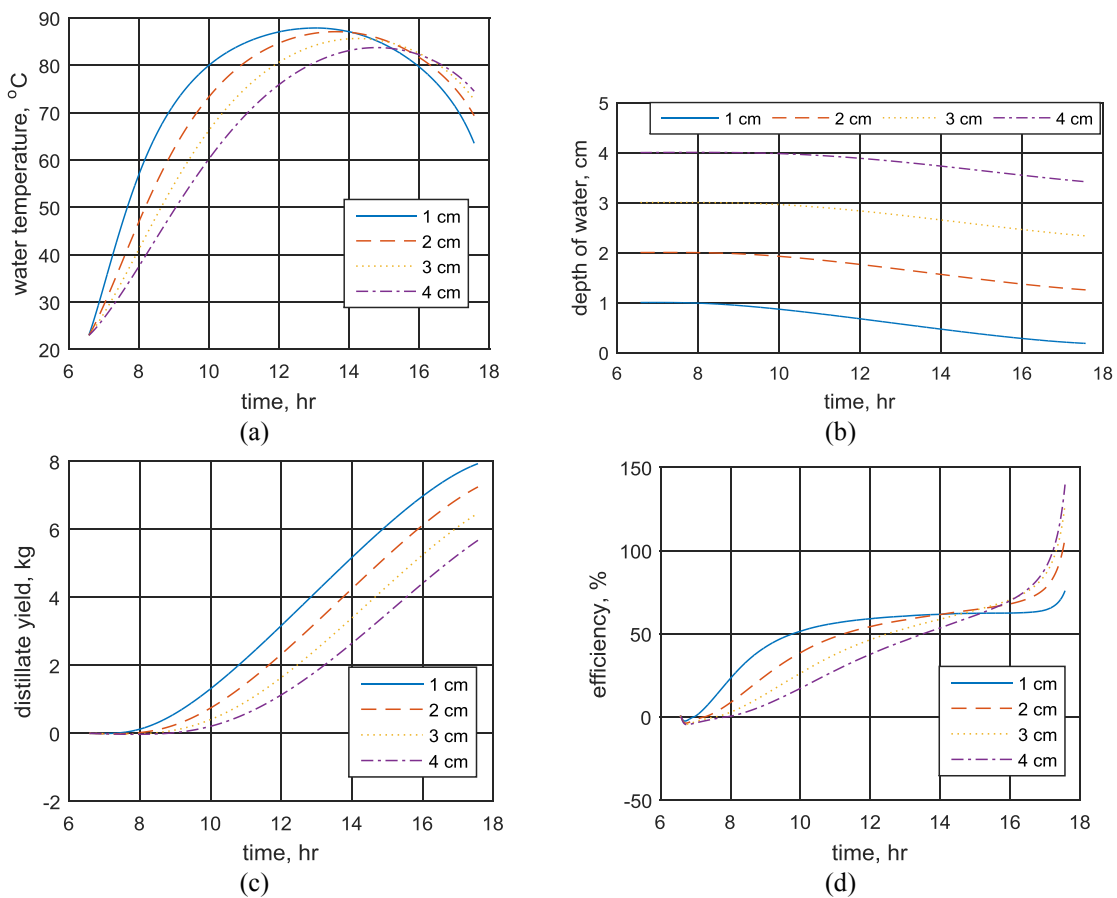 90
80
70
60
50
40
30
20
6
8
10
12
14
16
18
water temperature, °C
time, hr
1 cm
2 cm
3 cm
4 cm
(a)
5
4
3
2
1
0
6
8
10
12
14
16
18
depth of water, cm
time, hr
1 cm 2 cm 3 cm 4 cm
(b)
8
6
4
2
0
-2
6
8
10
12
14
16
18
distillate yield, kg
time, hr
1 cm
2 cm
3 cm
4 cm
(c)
150
100
50
0
-50
6
8
10
12
14
16
18
efficiency, %
time, hr
1 cm
2 cm
3 cm
4 cm
(d)